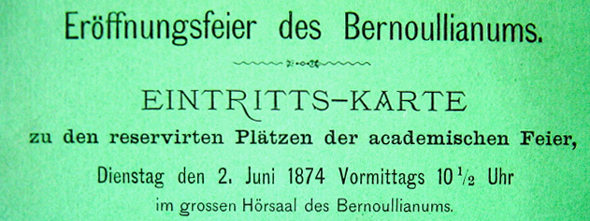 Eröffnungsfeier des Bernoullianums.
EINTRITTS-KARTE
zu den reservirten Plätzen der academischen Feier,
Dienstag den 2. Juni 1874 Vormittags 10 1/2 Uhr
im grossen Hörsaal des Bernoullianums.